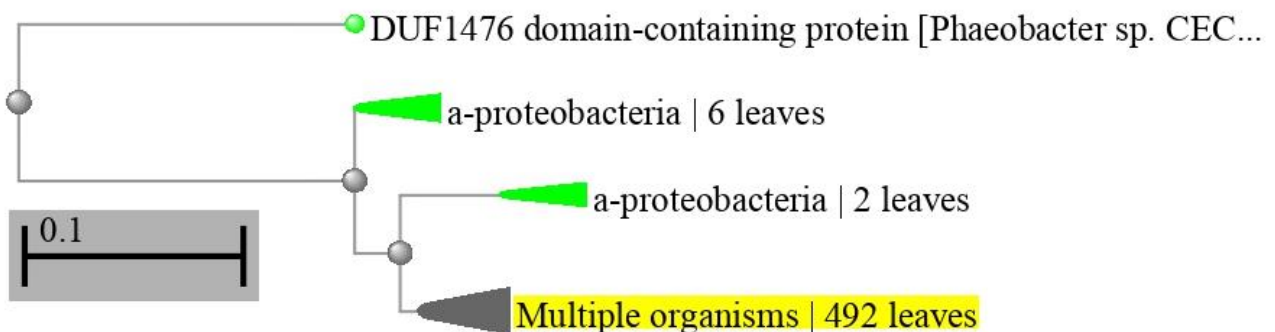 DUF1476 domain-containing protein [Phaeobacter sp. CEC...
a-proteobacteria | 6 leaves
a-proteobacteria | 2 leaves
0.1
Multiple organisms | 492 leaves